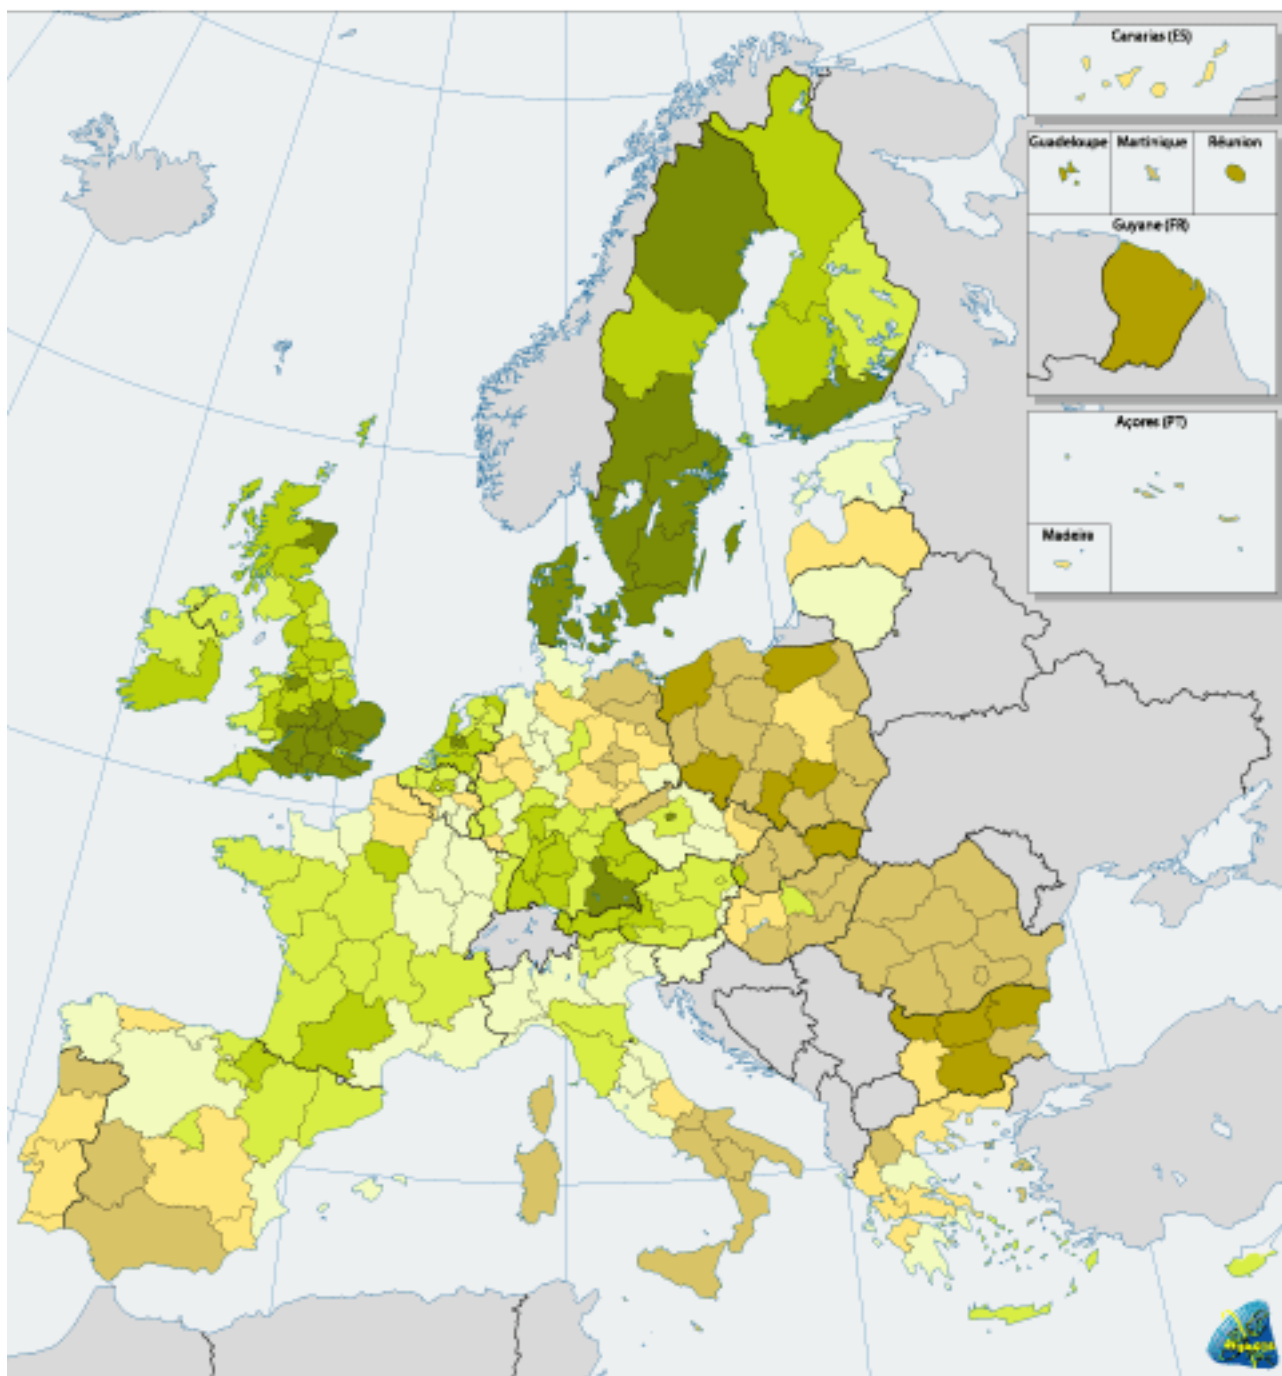 Canarias (ES)
Guadeloupe
Martinique
Réunion
Guyane (FR)
Açores (PT)
Madeira